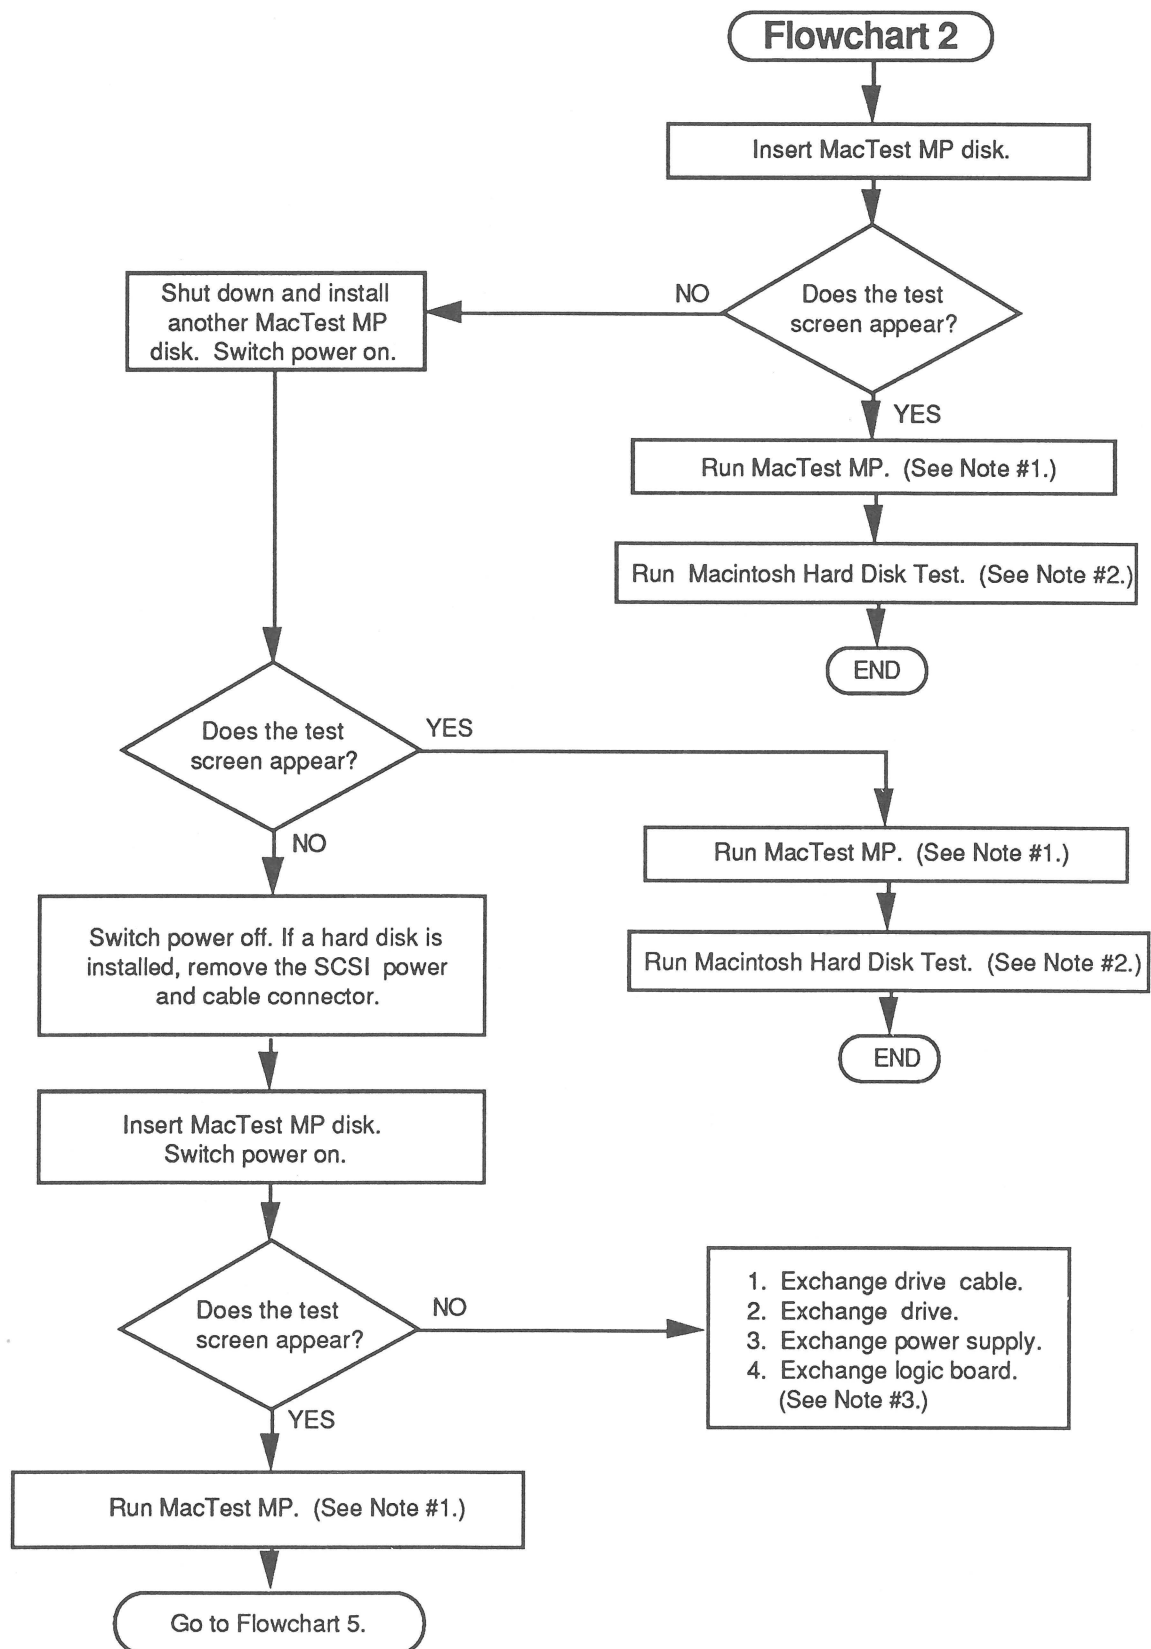 Flowchart 2
Insert MacTest MP disk.
Does the test
screen appear?
NO
Shut down and install
another MacTest MP
disk. Switch power on.
YES
Run MacTest MP. (See Note #1.)
Run Macintosh Hard Disk Test. (See Note #2.)
END
Does the test
screen appear?
YES
Run MacTest MP. (See Note #1.)
Run Macintosh Hard Disk Test. (See Note #2.)
END
NO
Switch power off. If a hard disk is
installed, remove the SCSI power
and cable connector.
Insert MacTest MP disk.
Switch power on.
Does the test
screen appear?
NO
1. Exchange drive cable.
2. Exchange drive.
3. Exchange power supply.
4. Exchange logic board.
(See Note #3.)
YES
Run MacTest MP. (See Note #1.)
Go to Flowchart 5.